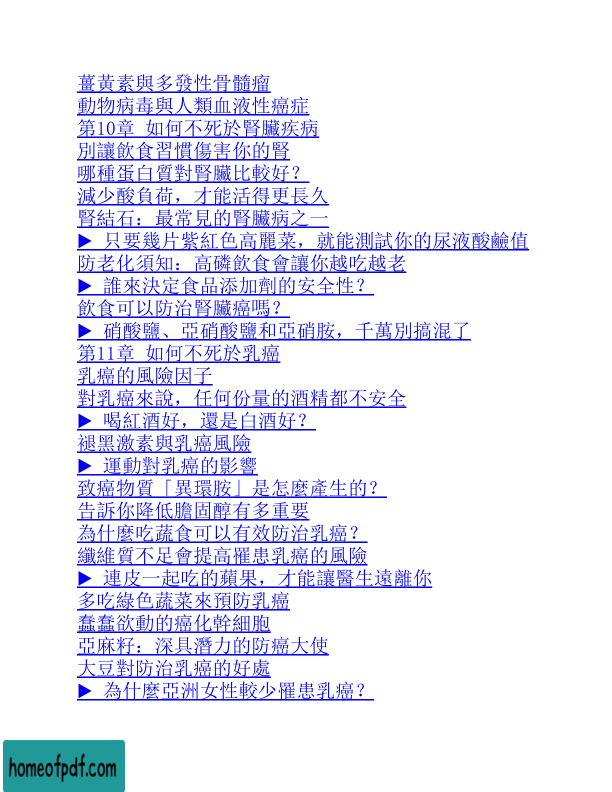 薑黃素與多發性骨髓瘤
動物病毒與人類血液性癌症
第10章 如何不死於腎臟疾病
別讓飲食習慣傷害你的腎
哪種蛋白質對腎臟比較好？
減少酸負荷，才能活得更長久
腎結石：最常見的腎臟病之一
▶ 只要幾片紫紅色高麗菜，就能測試你的尿液酸鹼值
防老化須知：高磷飲食會讓你越吃越老
▶ 誰來決定食品添加劑的安全性？
飲食可以防治腎臟癌嗎？
▶ 硝酸鹽、亞硝酸鹽和亞硝胺，千萬別搞混了
第11章 如何不死於乳癌
乳癌的風險因子
對乳癌來說，任何份量的酒精都不安全
▶ 喝紅酒好，還是白酒好？
褪黑激素與乳癌風險
▶ 運動對乳癌的影響
致癌物質「異環胺」是怎麼產生的？
告訴你降低膽固醇有多重要
為什麼吃蔬食可以有效防治乳癌？
纖維質不足會提高罹患乳癌的風險
▶ 連皮一起吃的蘋果，才能讓醫生遠離你
多吃綠色蔬菜來預防乳癌
蠢蠢欲動的癌化幹細胞
亞麻籽：深具潛力的防癌大使
大豆對防治乳癌的好處
▶ 為什麼亞洲女性較少罹患乳癌？
homeofpdf.com